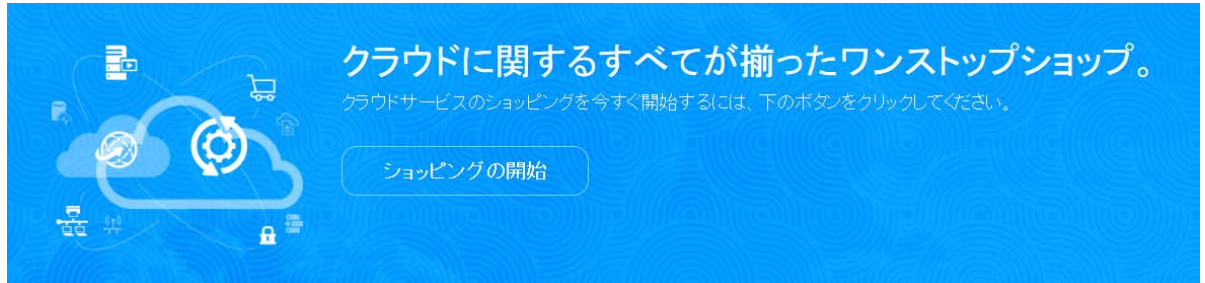 クラウドに関するすべてが揃ったワンストップショップ。
クラウドサービスのショッピングを今すぐ開始するには、下のボタンをクリックしてください。
ショッピングの開始